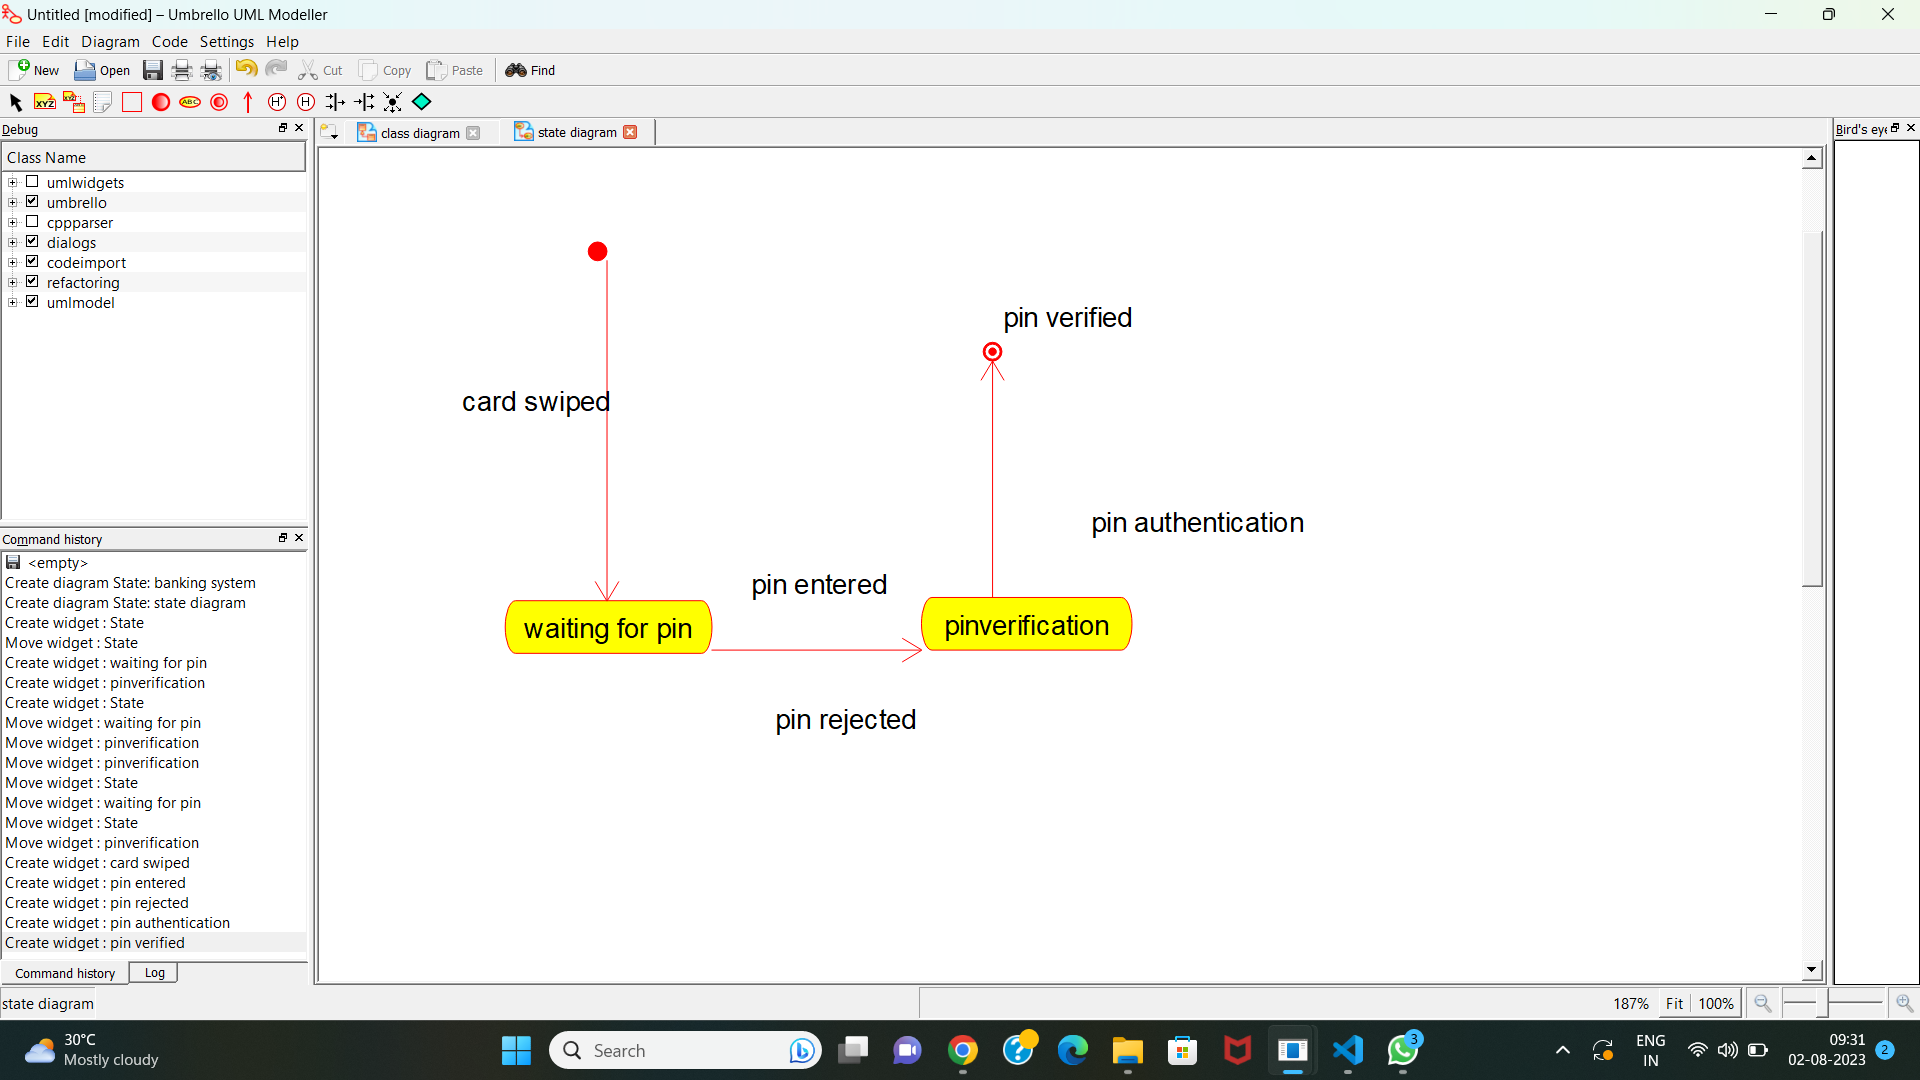 Untitled [modified] – Umbrello UML Modeller
File Edit Diagram Code Settings Help
New Open Cut Copy Paste Find
XYZ XYZ ABC H* H
Debug
Class Name
umlwidgets
umbrello
cppparser
dialogs
codeimport
refactoring
umlmodel
Command history
<empty>
Create diagram State: banking system
Create diagram State: state diagram
Create widget : State
Move widget : State
Create widget : waiting for pin
Create widget : pinverification
Create widget : State
Move widget : waiting for pin
Move widget : pinverification
Move widget : pinverification
Move widget : State
Move widget : waiting for pin
Move widget : State
Move widget : pinverification
Create widget : card swiped
Create widget : pin entered
Create widget : pin rejected
Create widget : pin authentication
Create widget : pin verified
Command history Log
class diagram state diagram
pin verified
card swiped
pin authentication
pin entered
waiting for pin
pinverification
pin rejected
Bird's eye
state diagram
187% Fit 100%
30°C
Mostly cloudy
Search
3
ENG
IN
09:31
02-08-2023
2